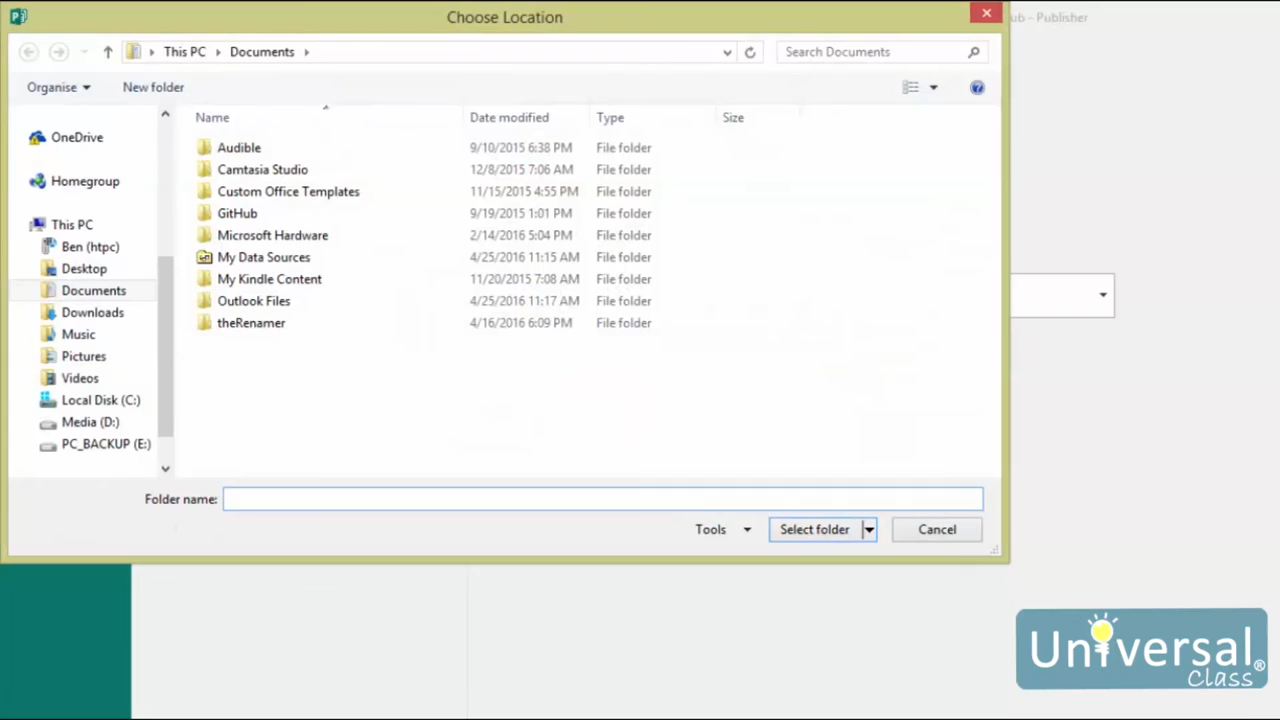 Choose Location
ub - Publisher
This PC Documents
Search Documents
Organise New folder
Name Date modified Type Size
OneDrive
Homegroup
This PC
Ben (htpc)
Desktop
Documents
Downloads
Music
Pictures
Videos
Local Disk (C:)
Media (D:)
PC_BACKUP (E:)
Audible 9/10/2015 6:38 PM File folder
Camtasia Studio 12/8/2015 7:06 AM File folder
Custom Office Templates 11/15/2015 4:55 PM File folder
GitHub 9/19/2015 1:01 PM File folder
Microsoft Hardware 2/14/2016 5:04 PM File folder
My Data Sources 4/25/2016 11:15 AM File folder
My Kindle Content 11/20/2015 7:08 AM File folder
Outlook Files 4/25/2016 11:17 AM File folder
theRenamer 4/16/2016 6:09 PM File folder
Folder name:
Tools Select folder Cancel
Universal®
Class